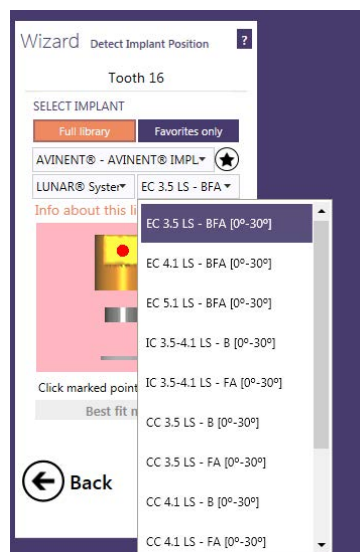 Wizard Detect Implant Position ?
Tooth 16
SELECT IMPLANT
Full library Favorites only
AVINENT® - AVINENT® IMPL
LUNAR® Syster EC 3.5 LS - BFA
Info about this li
EC 3.5 LS - BFA [0º-30º]
EC 4.1 LS - BFA [0º-30º]
EC 5.1 LS - BFA [0º-30º]
IC 3.5-4.1 LS - B [0º-30º]
IC 3.5-4.1 LS - FA [0º-30º]
Click marked point
CC 3.5 LS - B [0º-30º]
Best fit
CC 3.5 LS - FA [0º-30º]
Back
CC 4.1 LS - B [0º-30º]
CC 4.1 LS - FA [0º-30º]